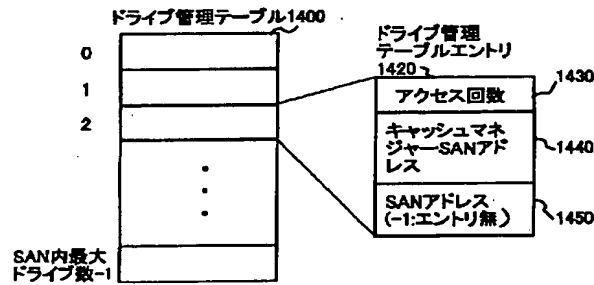 ドライブ管理テーブル1400
0
1
2
SAN内最大
ドライブ数-1
ドライブ管理
テーブルエントリ
1420
アクセス回数
1430
キャッシュマネ
ジャーSANアド
レス
1440
SANアドレス
(-1:エントリ無)
1450